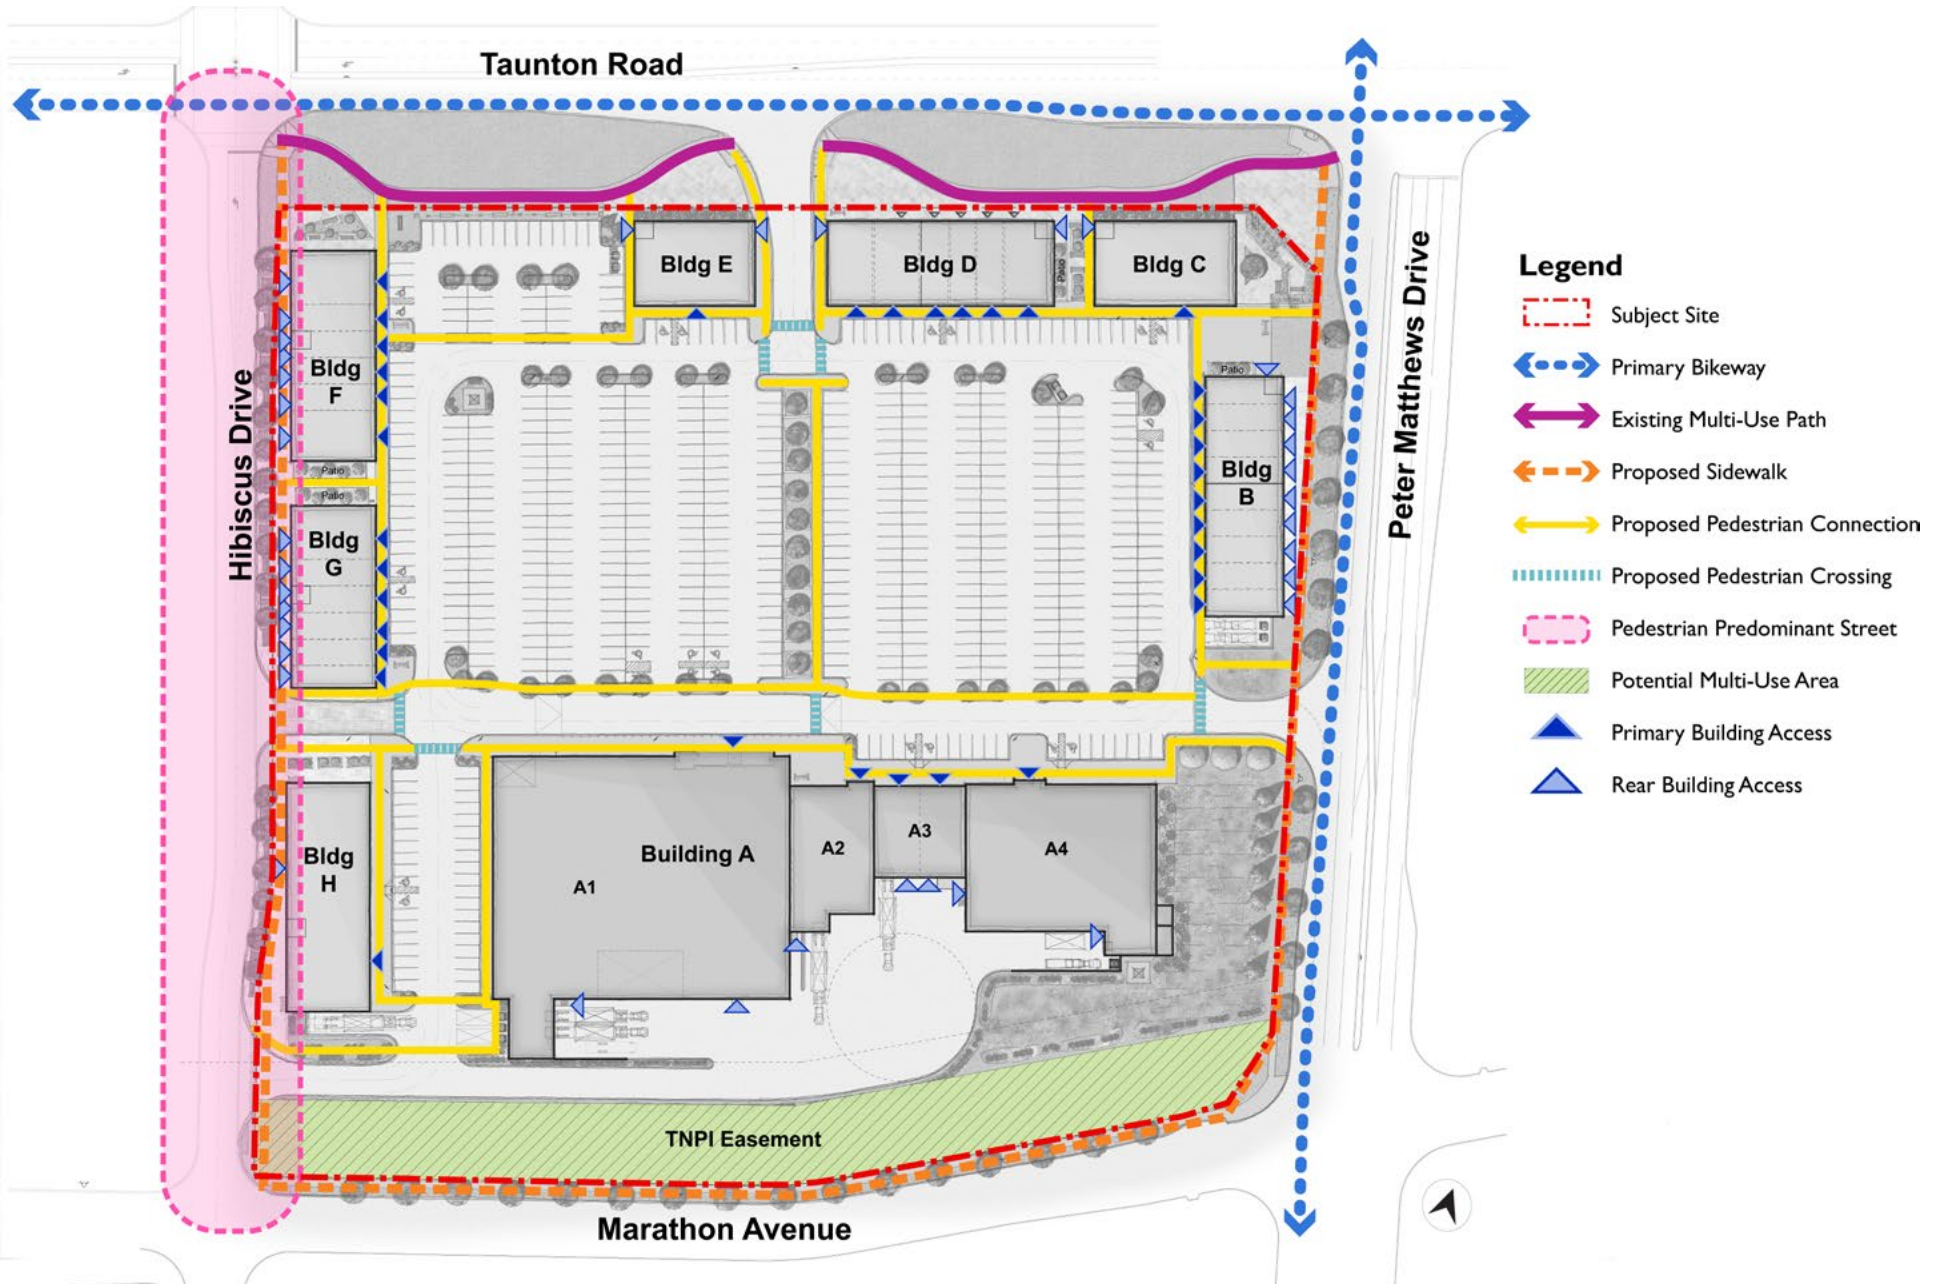 Taunton Road
Bldg E
Bldg D
Patio
Bldg C
Hibiscus Drive
Peter Matthews Drive
Bldg
F
Patio
Patio
Bldg
G
Patio
Bldg
B
Bldg
H
Building A
A1
A2
A3
A4
TNPI Easement
Marathon Avenue
Legend
Subject Site
Primary Bikeway
Existing Multi-Use Path
Proposed Sidewalk
Proposed Pedestrian Connection
Proposed Pedestrian Crossing
Pedestrian Predominant Street
Potential Multi-Use Area
Primary Building Access
Rear Building Access